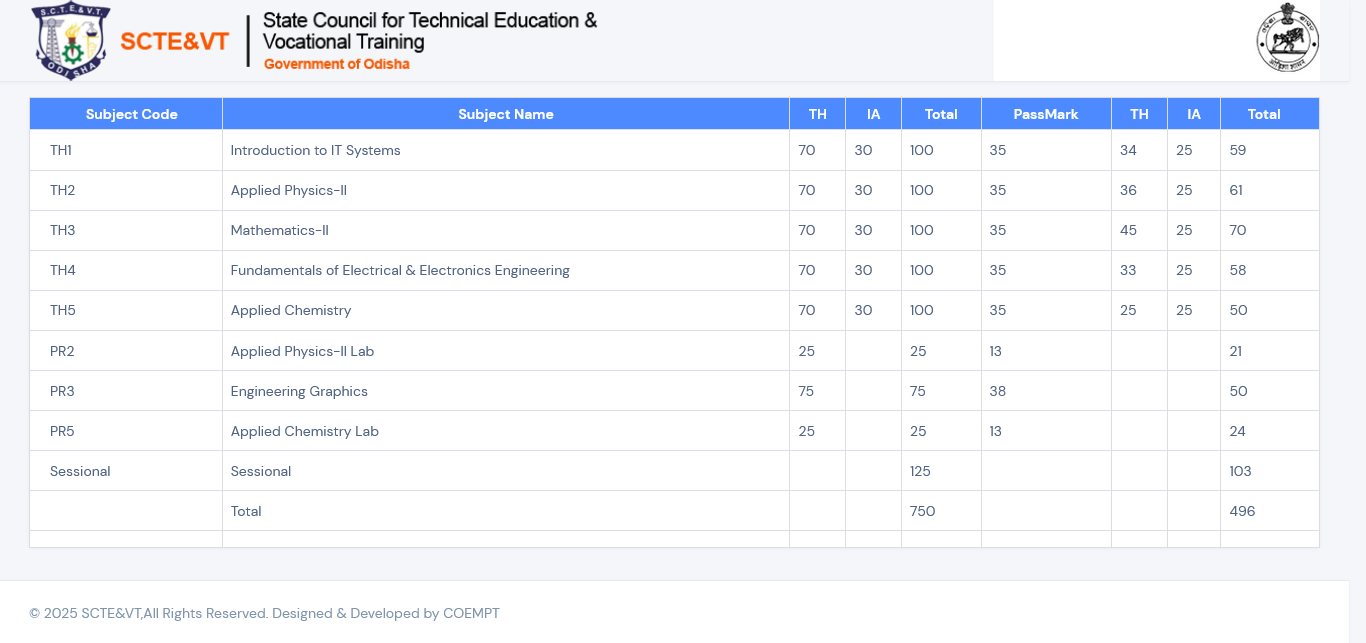 S.C.T.E.&V.T.
ODISHA
SCTE&VT
State Council for Technical Education &
Vocational Training
Government of Odisha
Subject Code Subject Name TH IA Total PassMark TH IA Total
TH1 Introduction to IT Systems 70 30 100 35 34 25 59
TH2 Applied Physics-II 70 30 100 35 36 25 61
TH3 Mathematics-II 70 30 100 35 45 25 70
TH4 Fundamentals of Electrical & Electronics Engineering 70 30 100 35 33 25 58
TH5 Applied Chemistry 70 30 100 35 25 25 50
PR2 Applied Physics-II Lab 25 25 13 21
PR3 Engineering Graphics 75 75 38 50
PR5 Applied Chemistry Lab 25 25 13 24
Sessional Sessional 125 103
Total 750 496
© 2025 SCTE&VT,All Rights Reserved. Designed & Developed by COEMPT